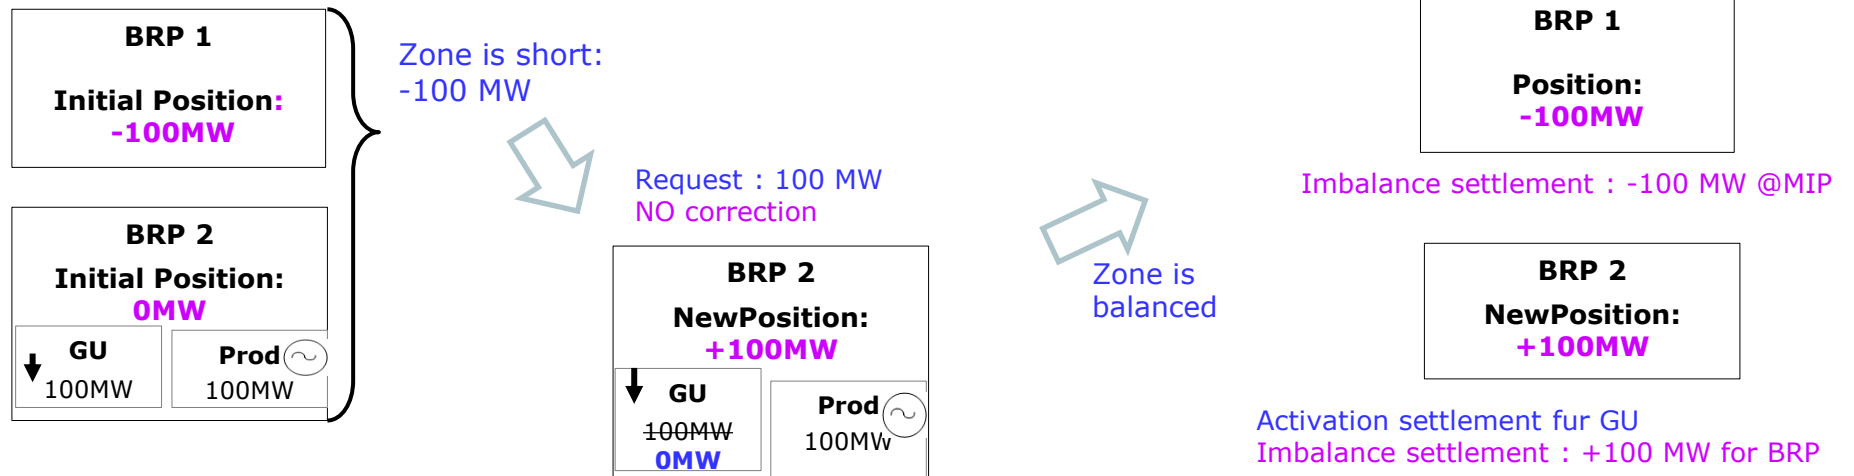 BRP 1
Initial Position:
-100MW
BRP 2
Initial Position:
0MW
GU
100MW
Prod
100MW
Zone is short:
-100 MW
Request : 100 MW
NO correction
BRP 2
NewPosition:
+100MW
GU
100MW
0MW
Prod
100MW
Zone is
balanced
BRP 1
Position:
-100MW
Imbalance settlement : -100 MW @MIP
BRP 2
NewPosition:
+100MW
Activation settlement fur GU
Imbalance settlement : +100 MW for BRP